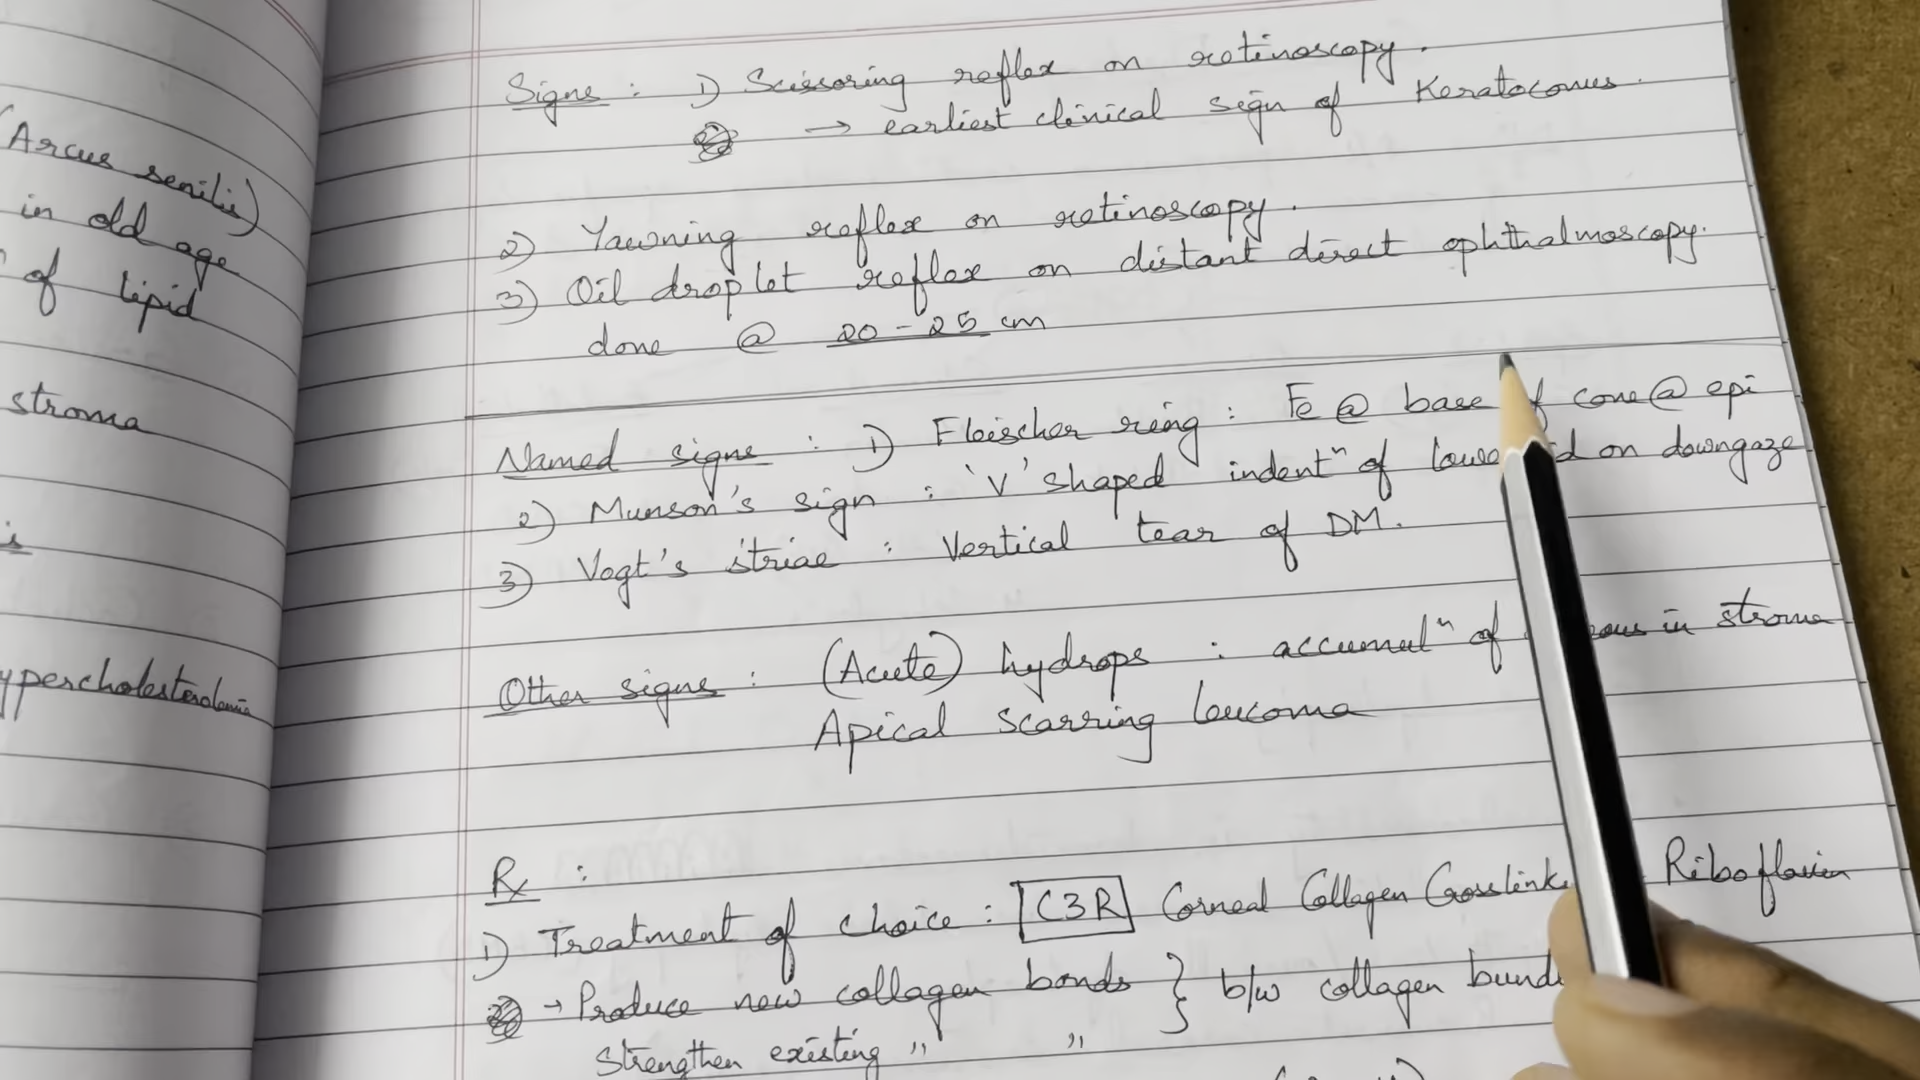 (Arcus senilis)
in old age
of lipid
stroma
ypercholesterolemia
Signs : 1) Scissoring reflex on retinoscopy.
→ earliest clinical sign of Keratoconus.
2) Yawning reflex on retinoscopy.
3) Oil droplet reflex on distant direct ophthalmoscopy.
done @ 20-25 cm
Named signs : 1) Fleischer ring : Fe @ base of cone @ epi
2) Munson's sign : 'V' shaped indentⁿ of on downgaze
3) Vogt's striae : Vertical tear of DM.
Other signs : (Acute) hydrops : accumulⁿ of in stroma
Apical scarring leucoma
Rx :
1) Treatment of choice : C3R Corneal Collagen Crosslink Riboflavin
→ Produce new collagen bonds } b/w collagen bund
Strengthen existing " "